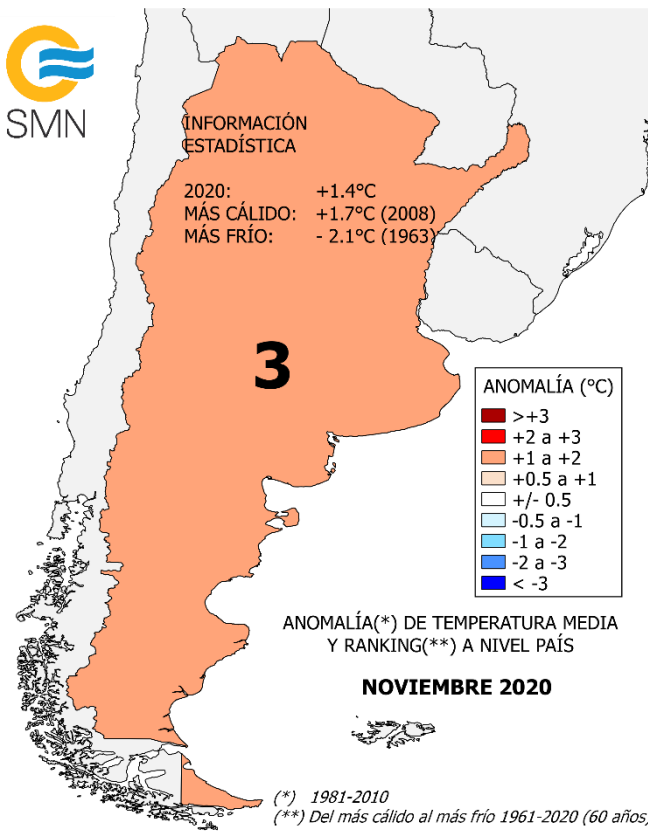 SMN
INFORMACIÓN
ESTADÍSTICA
2020: +1.4°C
MÁS CÁLIDO: +1.7°C (2008)
MÁS FRÍO: - 2.1°C (1963)
3
ANOMALÍA (°C)
>+3
+2 a +3
+1 a +2
+0.5 a +1
+/- 0.5
-0.5 a -1
-1 a -2
-2 a -3
< -3
ANOMALÍA(*) DE TEMPERATURA MEDIA
Y RANKING(**) A NIVEL PAÍS
NOVIEMBRE 2020
(*) 1981-2010
(**) Del más cálido al más frío 1961-2020 (60 años)